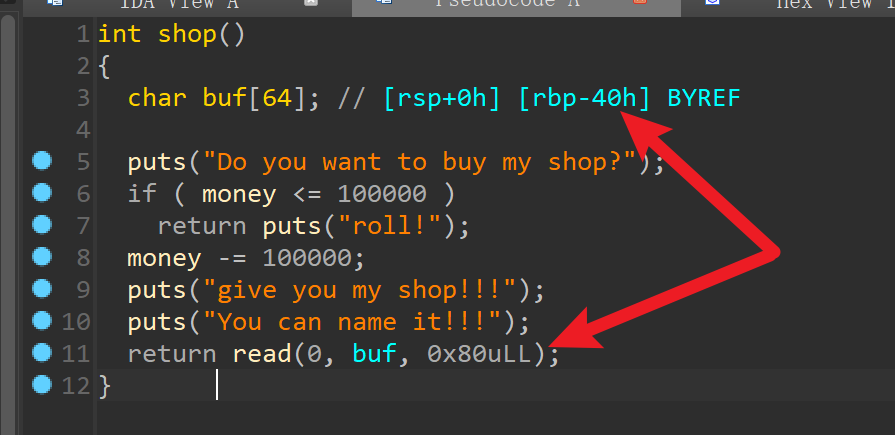 IDA View A Pseudocode A Hex View 1
1 int shop()
2 {
3 char buf[64]; // [rsp+0h] [rbp-40h] BYREF
4
5 puts("Do you want to buy my shop?");
6 if ( money <= 100000 )
7 return puts("roll!");
8 money -= 100000;
9 puts("give you my shop!!!");
10 puts("You can name it!!!");
11 return read(0, buf, 0x80uLL);
12 }